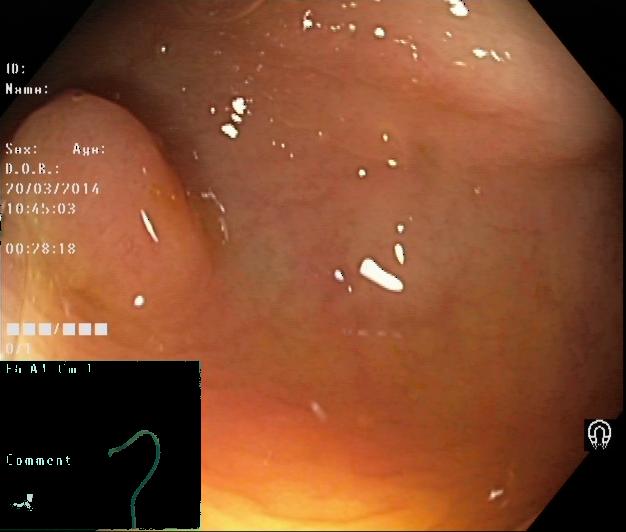 ID:
Name:
Sex: Age:
D.O.B.:
20/03/2014
10:45:03
00:28:18
■■■/■■■
0/1
Comment